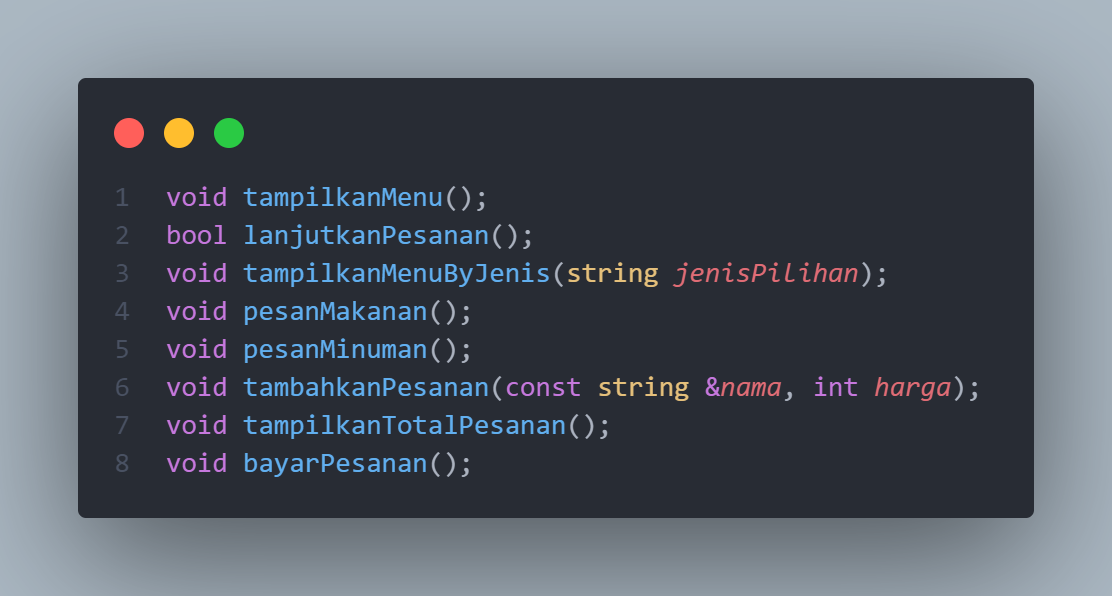 1 void tampilkanMenu();
2 bool lanjutkanPesanan();
3 void tampilkanMenuByJenis(string jenisPilihan);
4 void pesanMakanan();
5 void pesanMinuman();
6 void tambahkanPesanan(const string &nama, int harga);
7 void tampilkanTotalPesanan();
8 void bayarPesanan();